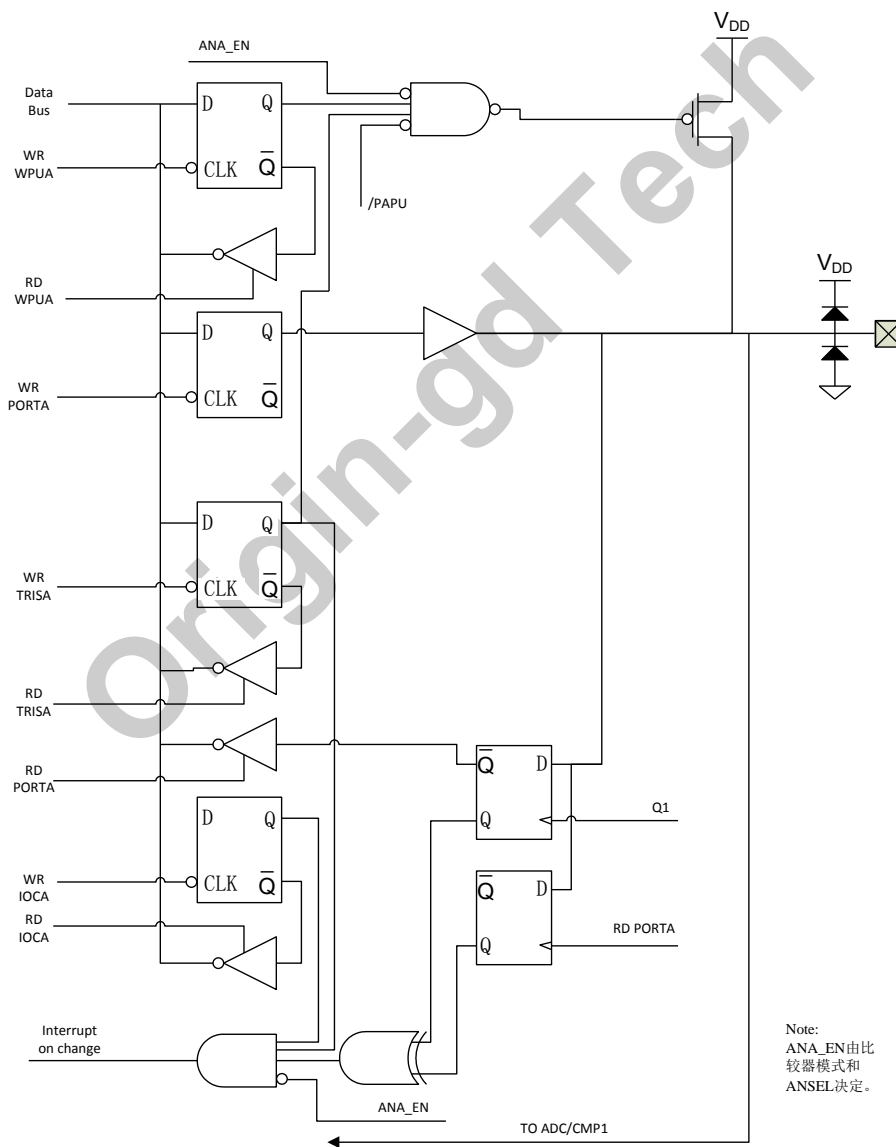 VDD
ANA_EN
Data
Bus
D Q
WR
WPUA
CLK Q̅
/PAPU
RD
WPUA
VDD
D Q
WR
PORTA
CLK Q̅
D Q
WR
TRISA
CLK Q̅
RD
TRISA
RD
PORTA
Q̅ D
Q
Q1
D Q
WR
IOCA
CLK Q̅
RD
IOCA
Q̅ D
Q
RD PORTA
Interrupt
on change
ANA_EN
TO ADC/CMP1
Note:
ANA_EN由比
较器模式和
ANSEL决定。
Origin-gd Tech